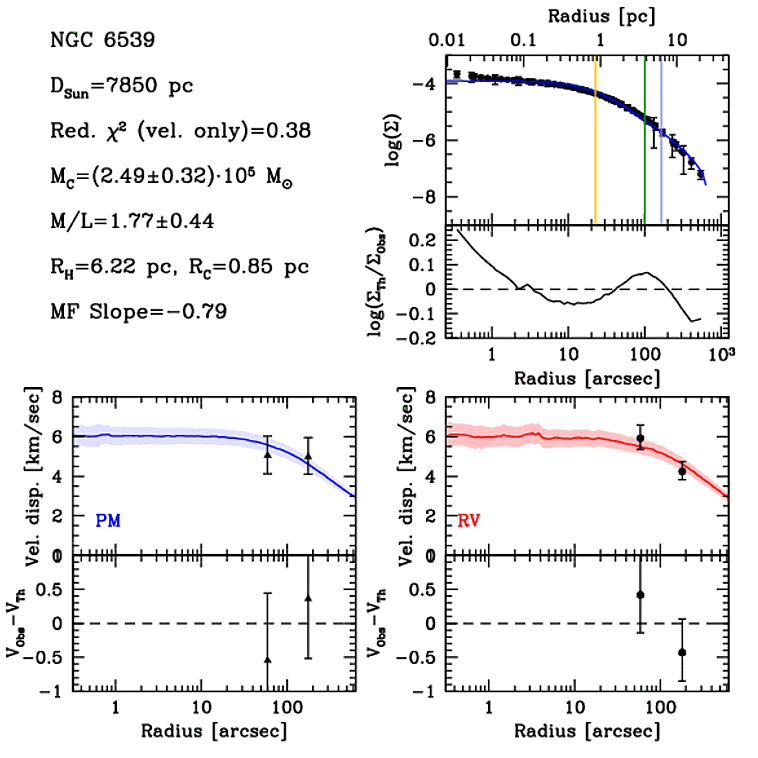 NGC 6539
D_Sun=7850 pc
Red. χ² (vel. only)=0.38
M_C=(2.49±0.32)·10⁵ M_⊙
M/L=1.77±0.44
R_H=6.22 pc, R_C=0.85 pc
MF Slope=−0.79
Radius [pc]
0.01 0.1 1 10
log(Σ)
−4
−6
−8
log(Σ_Th/Σ_Obs)
0.2
0.1
0
−0.1
−0.2
1 10 100 10³
Radius [arcsec]
Vel. disp. [km/sec]
8
6
4
2
0
PM
V_Obs−V_Th
0.5
0
−0.5
−1
1 10 100
Radius [arcsec]
Vel. disp. [km/sec]
8
6
4
2
0
RV
V_Obs−V_Th
0.5
0
−0.5
−1
1 10 100
Radius [arcsec]